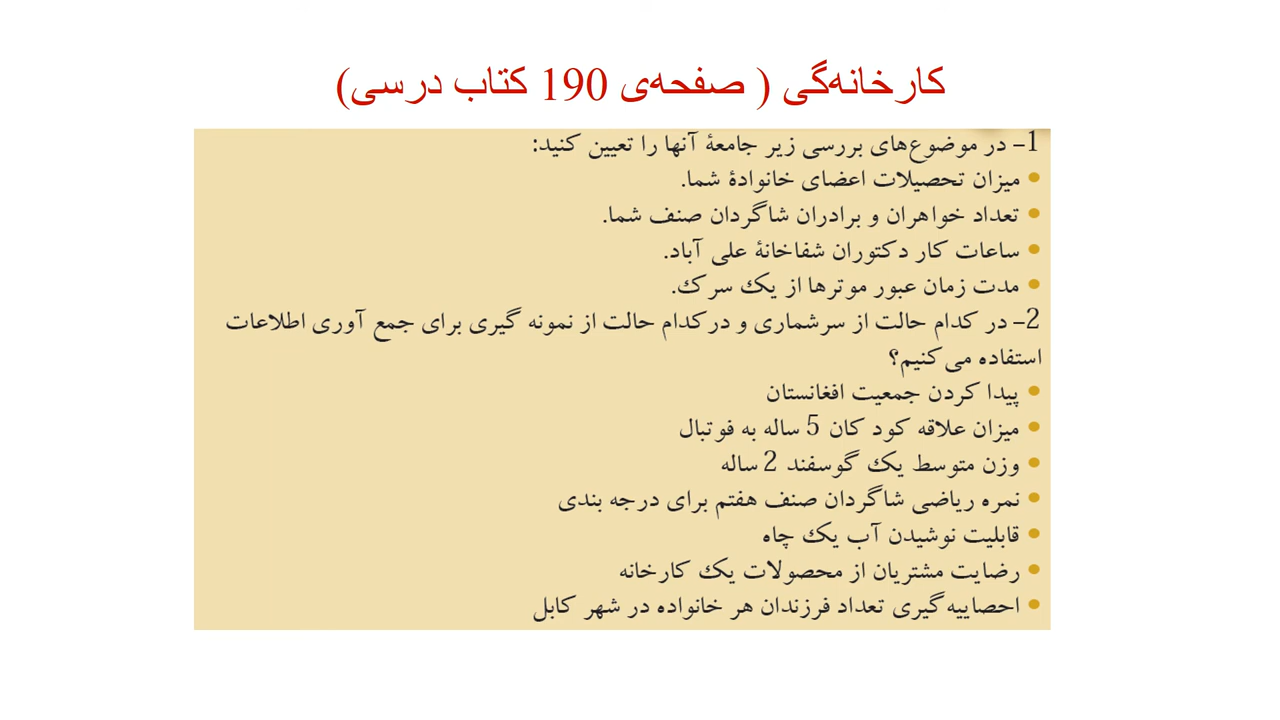 کارخانه‌گی ( صفحه‌ی 190 کتاب درسی)
1– در موضوع‌های بررسی زیر جامعۀ آنها را تعیین کنید:
• میزان تحصیلات اعضای خانوادۀ شما.
• تعداد خواهران و برادران شاگردان صنف شما.
• ساعات کار دکتوران شفاخانۀ علی آباد.
• مدت زمان عبور موترها از یک سرک.
2– در کدام حالت از سرشماری و درکدام حالت از نمونه گیری برای جمع آوری اطلاعات
استفاده می‌کنیم؟
• پیدا کردن جمعیت افغانستان
• میزان علاقه کود کان 5 ساله به فوتبال
• وزن متوسط یک گوسفند 2 ساله
• نمره ریاضی شاگردان صنف هفتم برای درجه بندی
• قابلیت نوشیدن آب یک چاه
• رضایت مشتریان از محصولات یک کارخانه
• احصاییه‌گیری تعداد فرزندان هر خانواده در شهر کابل